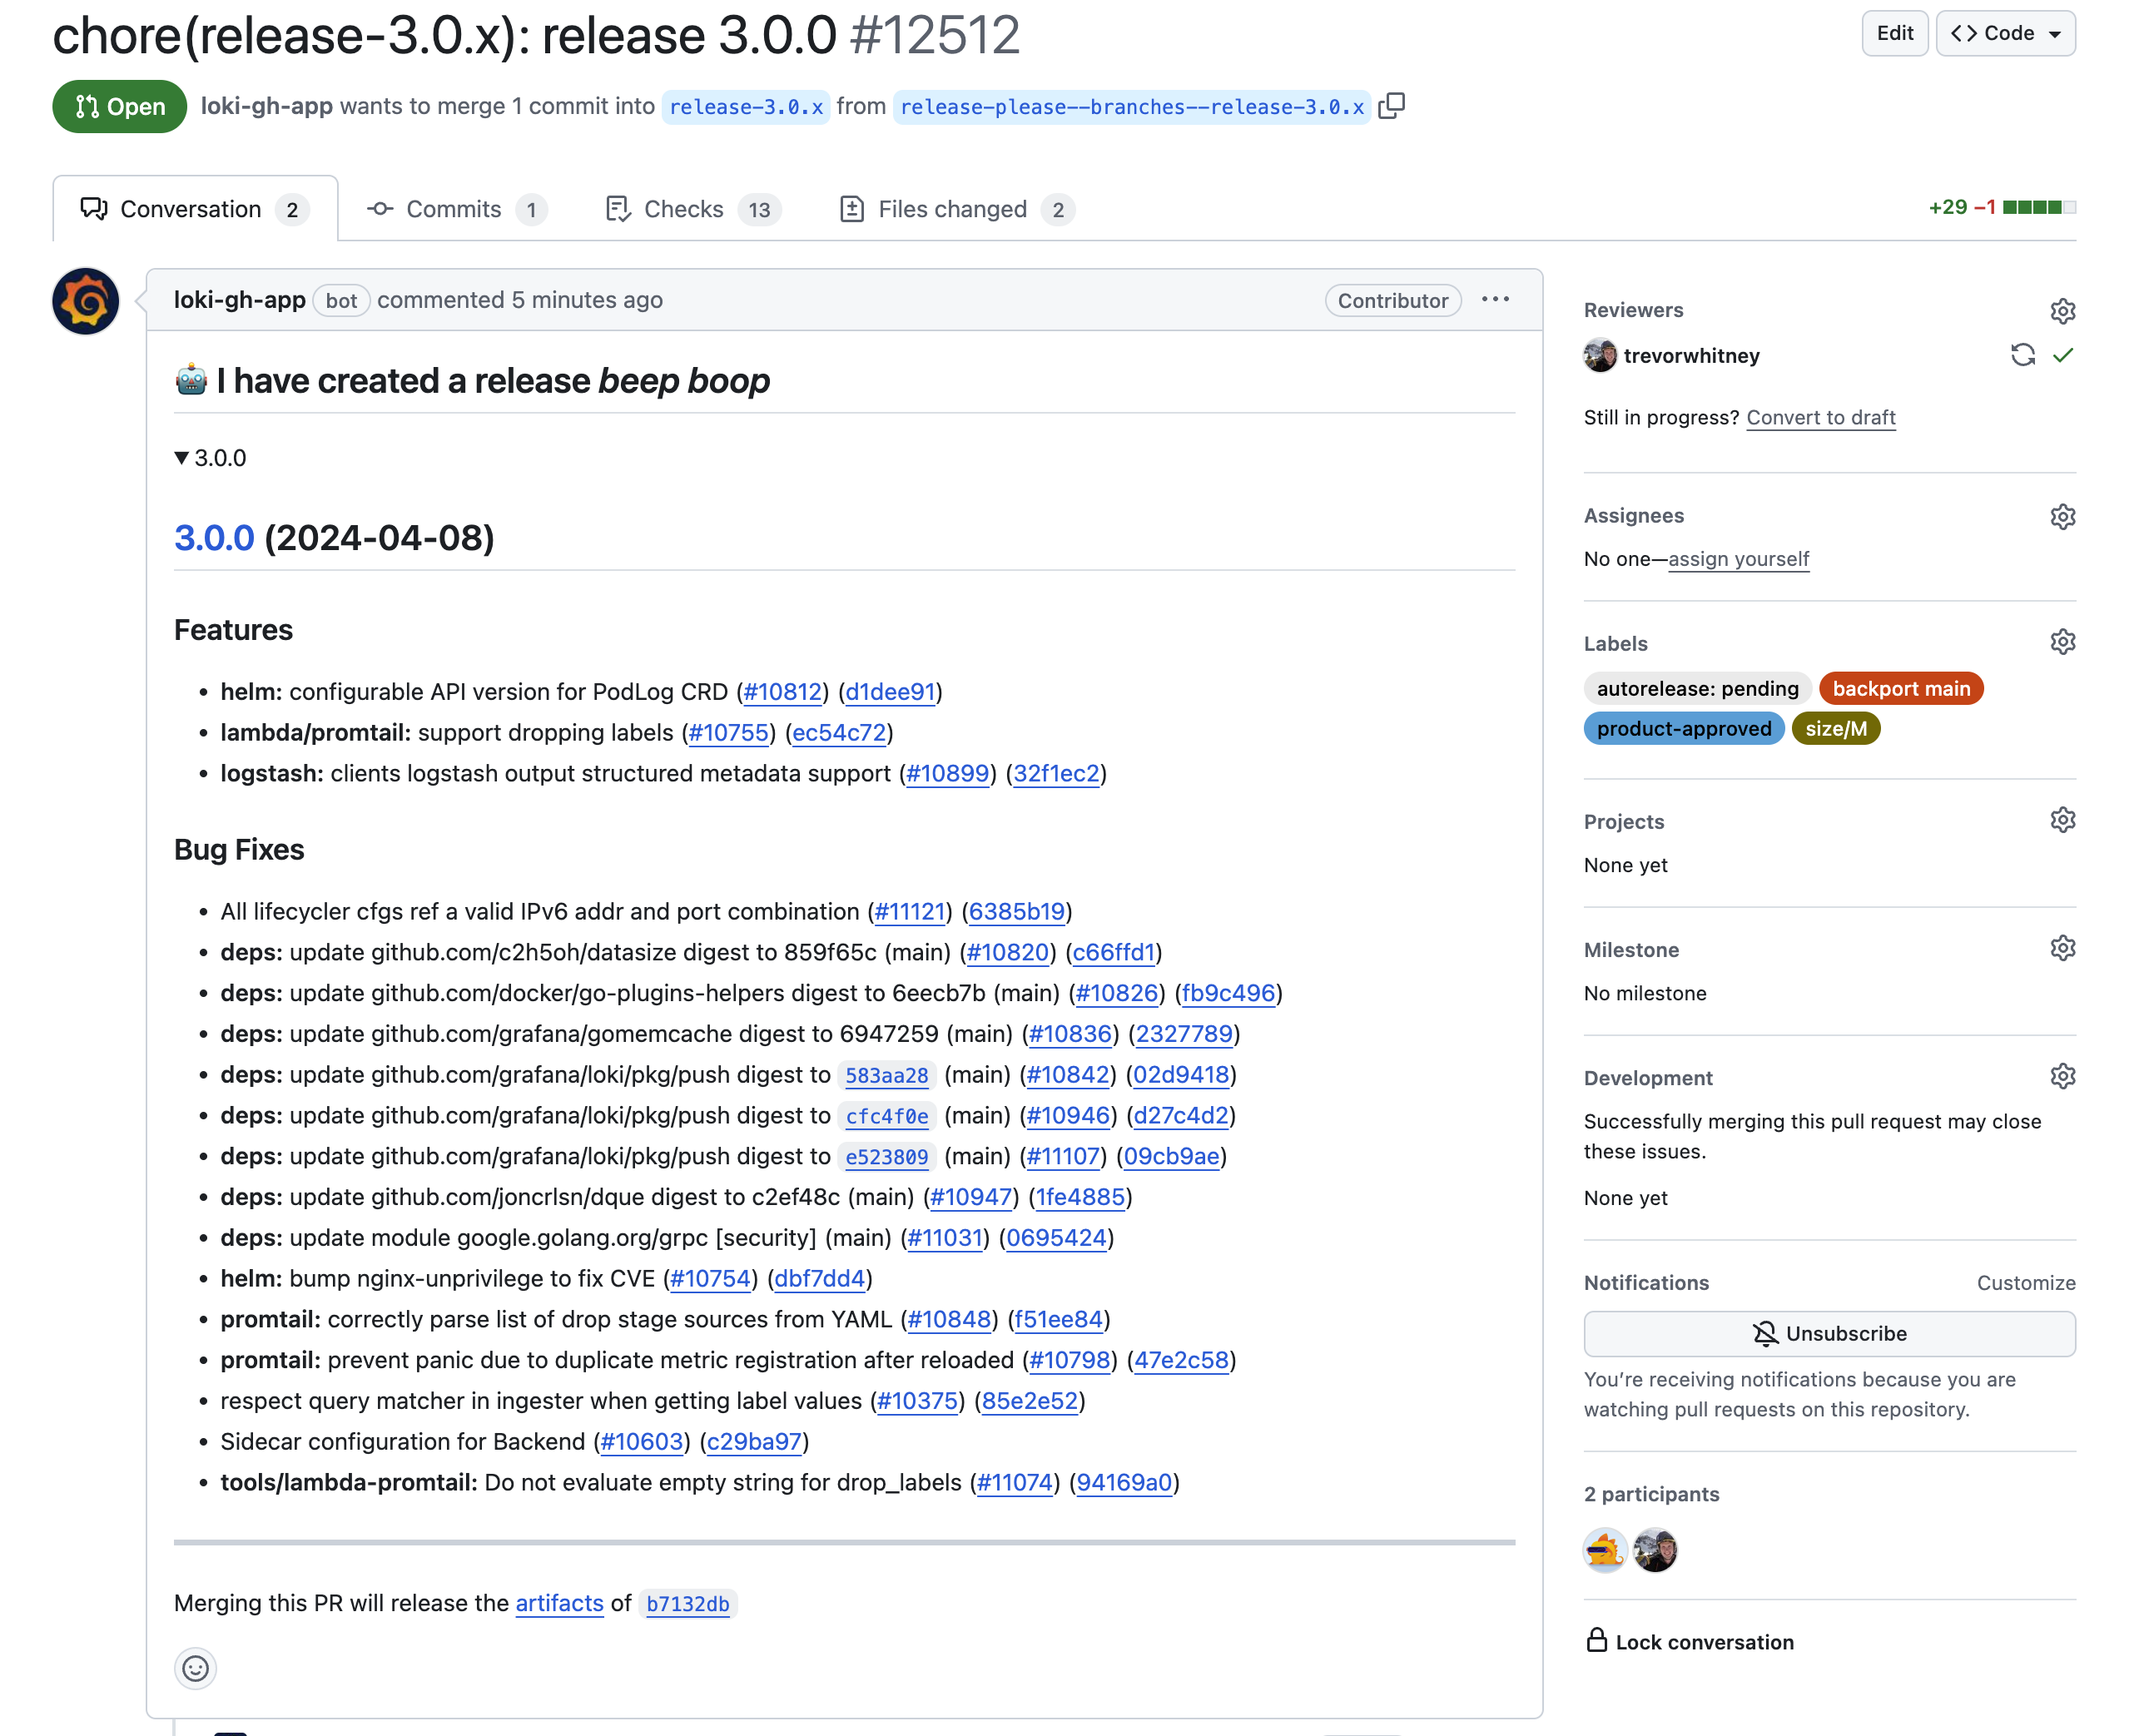 chore(release-3.0.x): release 3.0.0 #12512
Edit
Code
Open
loki-gh-app wants to merge 1 commit into release-3.0.x from release-please--branches--release-3.0.x
Conversation 2
Commits 1
Checks 13
Files changed 2
+29 −1
loki-gh-app bot commented 5 minutes ago
Contributor
I have created a release beep boop
3.0.0
3.0.0 (2024-04-08)
Features
helm: configurable API version for PodLog CRD (#10812) (d1dee91)
lambda/promtail: support dropping labels (#10755) (ec54c72)
logstash: clients logstash output structured metadata support (#10899) (32f1ec2)
Bug Fixes
All lifecycler cfgs ref a valid IPv6 addr and port combination (#11121) (6385b19)
deps: update github.com/c2h5oh/datasize digest to 859f65c (main) (#10820) (c66ffd1)
deps: update github.com/docker/go-plugins-helpers digest to 6eecb7b (main) (#10826) (fb9c496)
deps: update github.com/grafana/gomemcache digest to 6947259 (main) (#10836) (2327789)
deps: update github.com/grafana/loki/pkg/push digest to 583aa28 (main) (#10842) (02d9418)
deps: update github.com/grafana/loki/pkg/push digest to cfc4f0e (main) (#10946) (d27c4d2)
deps: update github.com/grafana/loki/pkg/push digest to e523809 (main) (#11107) (09cb9ae)
deps: update github.com/joncrlsn/dque digest to c2ef48c (main) (#10947) (1fe4885)
deps: update module google.golang.org/grpc [security] (main) (#11031) (0695424)
helm: bump nginx-unprivilege to fix CVE (#10754) (dbf7dd4)
promtail: correctly parse list of drop stage sources from YAML (#10848) (f51ee84)
promtail: prevent panic due to duplicate metric registration after reloaded (#10798) (47e2c58)
respect query matcher in ingester when getting label values (#10375) (85e2e52)
Sidecar configuration for Backend (#10603) (c29ba97)
tools/lambda-promtail: Do not evaluate empty string for drop_labels (#11074) (94169a0)
Merging this PR will release the artifacts of b7132db
Reviewers
trevorwhitney
Still in progress? Convert to draft
Assignees
No one—assign yourself
Labels
autorelease: pending
backport main
product-approved
size/M
Projects
None yet
Milestone
No milestone
Development
Successfully merging this pull request may close
these issues.
None yet
Notifications
Customize
Unsubscribe
You’re receiving notifications because you are
watching pull requests on this repository.
2 participants
Lock conversation